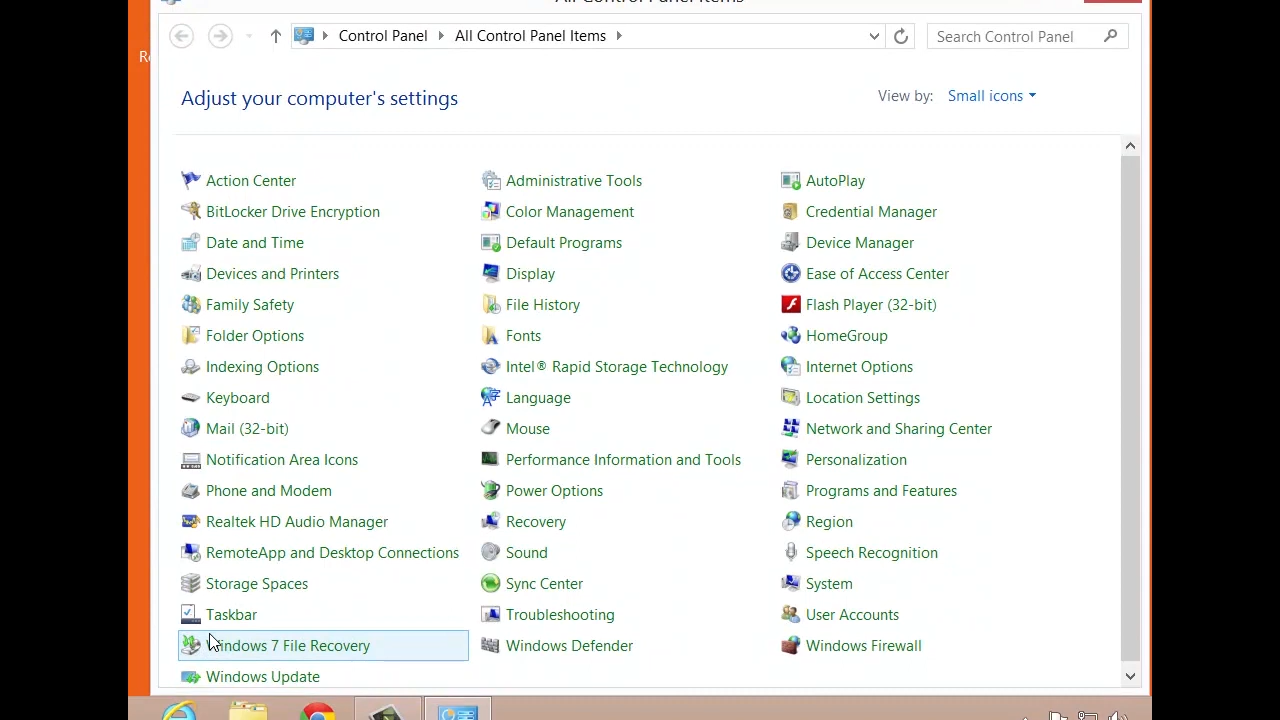 All Control Panel Items
Control Panel
All Control Panel Items
Search Control Panel
Adjust your computer's settings
View by:
Small icons
Action Center
Administrative Tools
AutoPlay
BitLocker Drive Encryption
Color Management
Credential Manager
Date and Time
Default Programs
Device Manager
Devices and Printers
Display
Ease of Access Center
Family Safety
File History
Flash Player (32-bit)
Folder Options
Fonts
HomeGroup
Indexing Options
Intel® Rapid Storage Technology
Internet Options
Keyboard
Language
Location Settings
Mail (32-bit)
Mouse
Network and Sharing Center
Notification Area Icons
Performance Information and Tools
Personalization
Phone and Modem
Power Options
Programs and Features
Realtek HD Audio Manager
Recovery
Region
RemoteApp and Desktop Connections
Sound
Speech Recognition
Storage Spaces
Sync Center
System
Taskbar
Troubleshooting
User Accounts
Windows 7 File Recovery
Windows Defender
Windows Firewall
Windows Update